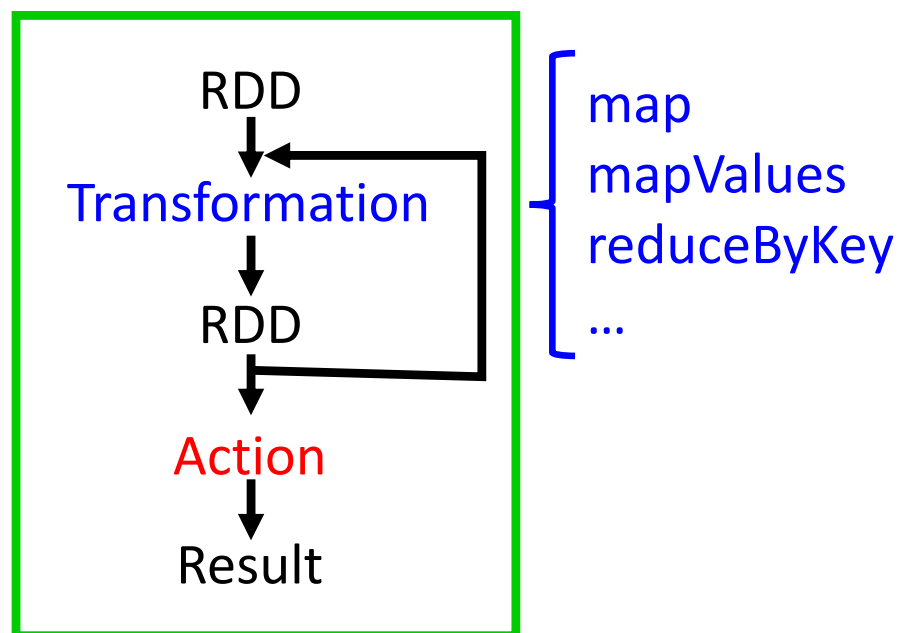 RDD
Transformation
RDD
Action
Result
map
mapValues
reduceByKey
...